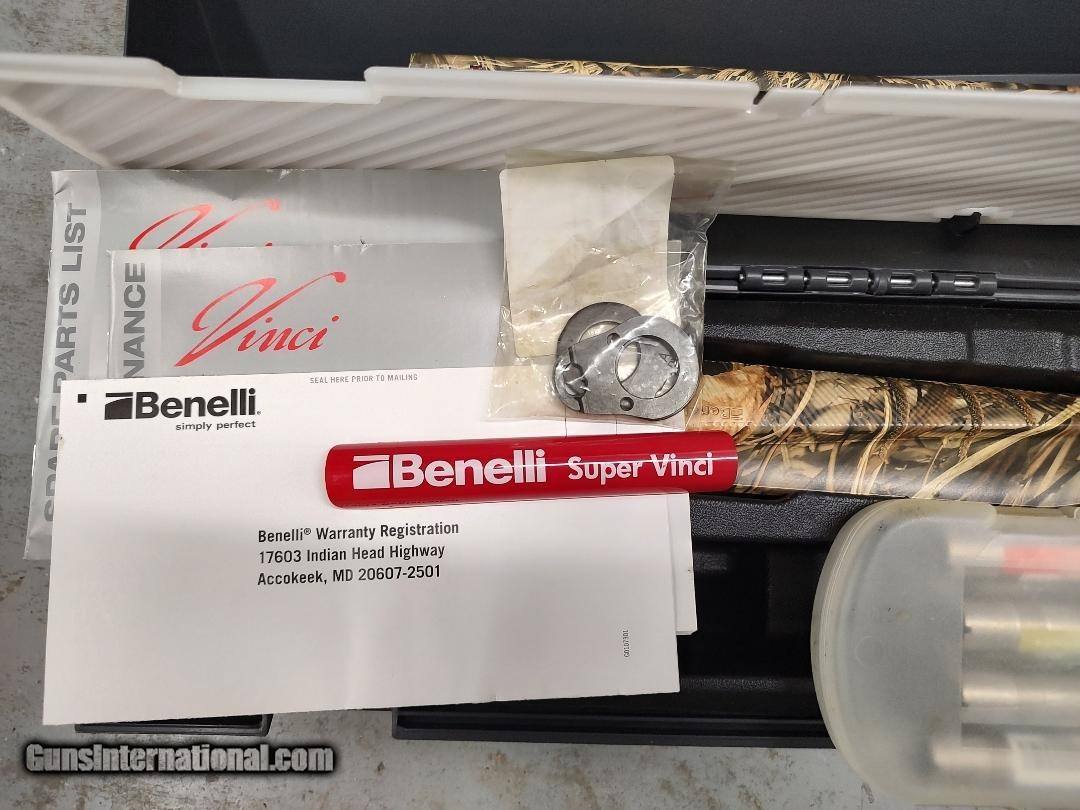 SPARE PARTS LIST
Vinci
NANCE
Vinci
SEAL HERE PRIOR TO MAILING
Benelli®
simply perfect
Benelli Super Vinci
Benelli® Warranty Registration
17603 Indian Head Highway
Accokeek, MD 20607-2501
GunsInternational.com